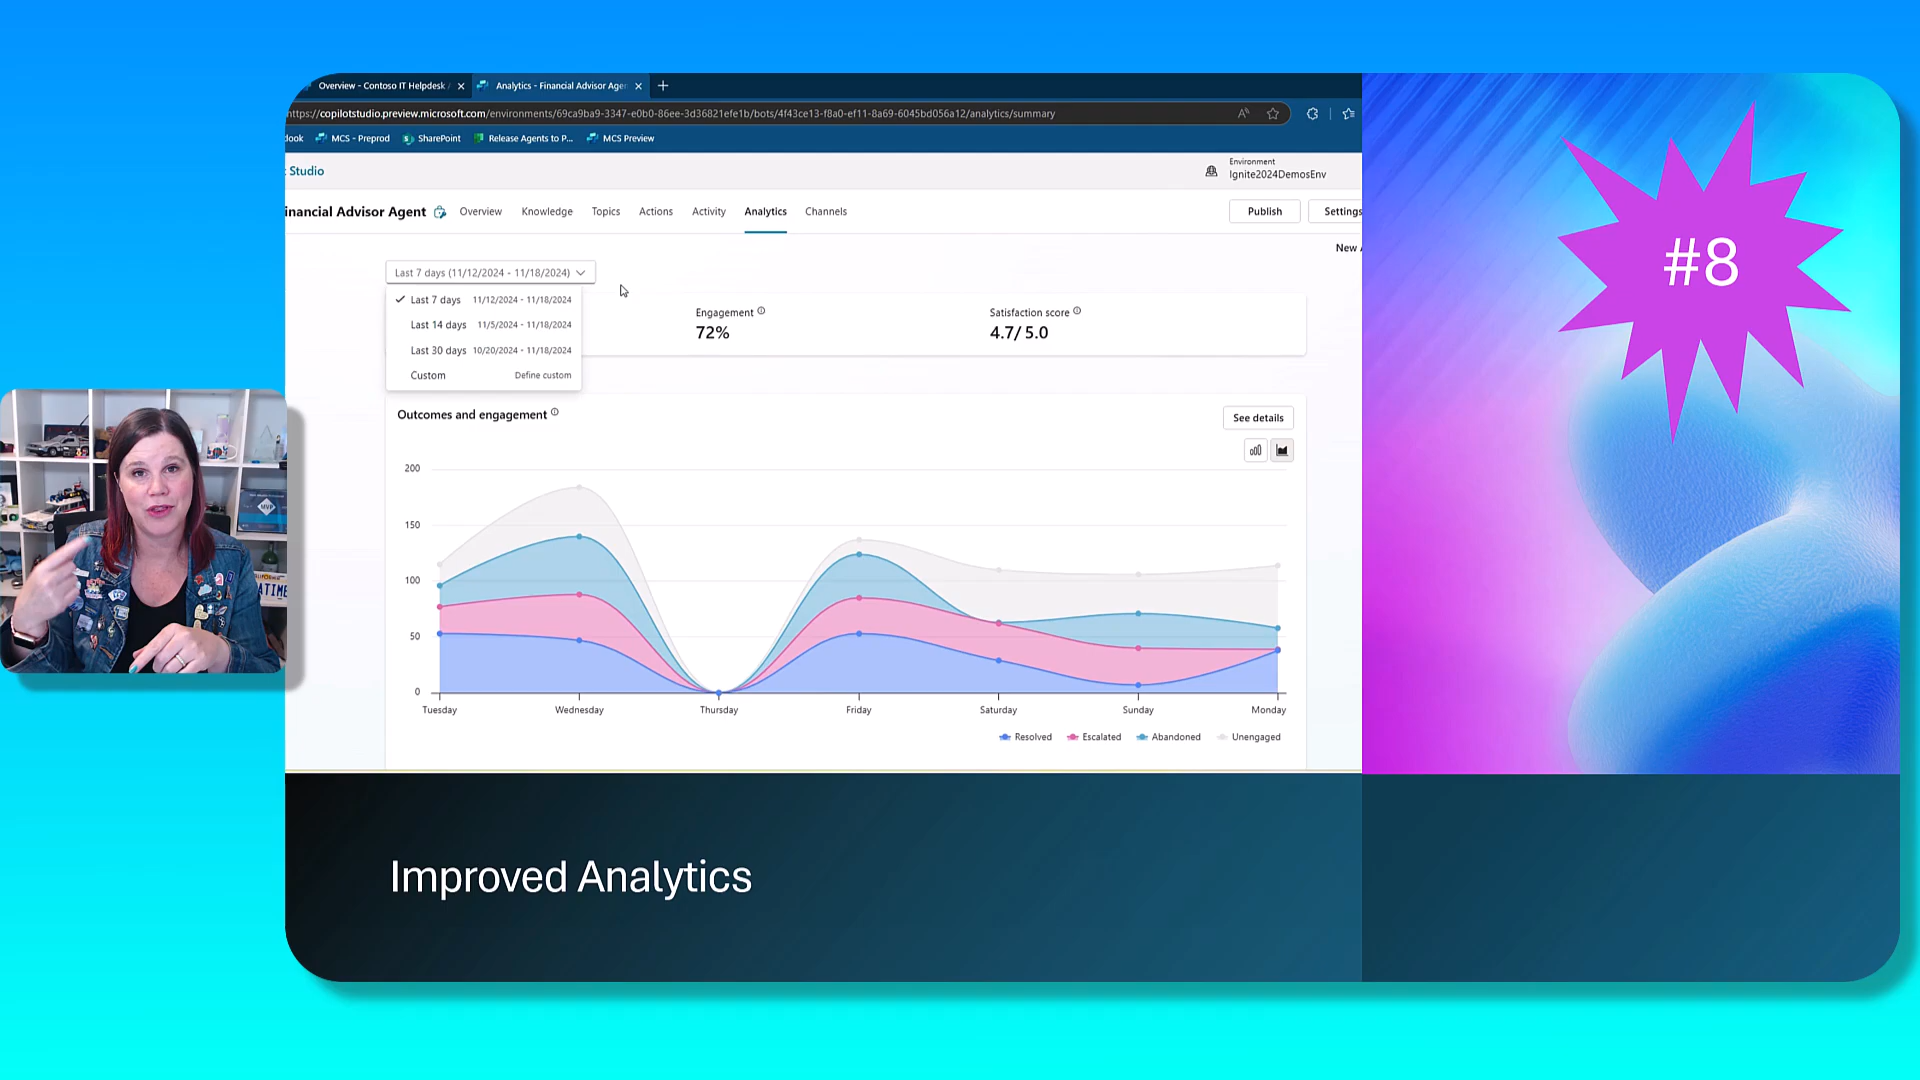 Overview - Contoso IT Helpdesk
Analytics - Financial Advisor Age
https://copilotstudio.preview.microsoft.com/environments/69ca9ba9-3347-e0b0-86ee-3d36821efe1b/bots/4f43ce13-f8a0-ef11-8a69-6045bd056a12/analytics/summary
MCS - Preprod
SharePoint
Release Agents to P...
MCS Preview
Studio
Environment
Ignite2024DemosEnv
inancial Advisor Agent
Overview
Knowledge
Topics
Actions
Activity
Analytics
Channels
Publish
Settings
New
Last 7 days (11/12/2024 - 11/18/2024)
Last 7 days 11/12/2024 - 11/18/2024
Last 14 days 11/5/2024 - 11/18/2024
Last 30 days 10/20/2024 - 11/18/2024
Custom Define custom
Engagement
72%
Satisfaction score
4.7/ 5.0
Outcomes and engagement
See details
200
150
100
50
0
Tuesday Wednesday Thursday Friday Saturday Sunday Monday
Resolved Escalated Abandoned Unengaged
#8
Improved Analytics
MVP